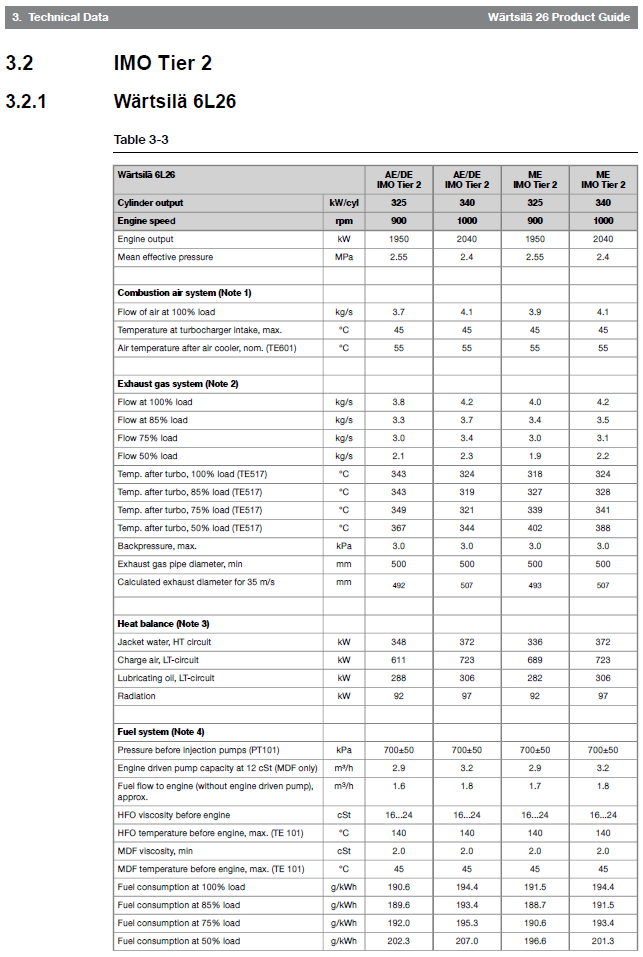 3. Technical Data Wärtsilä 26 Product Guide
3.2 IMO Tier 2
3.2.1 Wärtsilä 6L26
Table 3-3
Wärtsilä 6L26 AE/DE IMO Tier 2 AE/DE IMO Tier 2 ME IMO Tier 2 ME IMO Tier 2
Cylinder output kW/cyl 325 340 325 340
Engine speed rpm 900 1000 900 1000
Engine output kW 1950 2040 1950 2040
Mean effective pressure MPa 2.55 2.4 2.55 2.4
Combustion air system (Note 1)
Flow of air at 100% load kg/s 3.7 4.1 3.9 4.1
Temperature at turbocharger intake, max. °C 45 45 45 45
Air temperature after air cooler, nom. (TE601) °C 55 55 55 55
Exhaust gas system (Note 2)
Flow at 100% load kg/s 3.8 4.2 4.0 4.2
Flow at 85% load kg/s 3.3 3.7 3.4 3.5
Flow 75% load kg/s 3.0 3.4 3.0 3.1
Flow 50% load kg/s 2.1 2.3 1.9 2.2
Temp. after turbo, 100% load (TE517) °C 343 324 318 324
Temp. after turbo, 85% load (TE517) °C 343 319 327 328
Temp. after turbo, 75% load (TE517) °C 349 321 339 341
Temp. after turbo, 50% load (TE517) °C 367 344 402 388
Backpressure, max. kPa 3.0 3.0 3.0 3.0
Exhaust gas pipe diameter, min mm 500 500 500 500
Calculated exhaust diameter for 35 m/s mm 492 507 493 507
Heat balance (Note 3)
Jacket water, HT circuit kW 348 372 336 372
Charge air, LT-circuit kW 611 723 689 723
Lubricating oil, LT-circuit kW 288 306 282 306
Radiation kW 92 97 92 97
Fuel system (Note 4)
Pressure before injection pumps (PT101) kPa 700±50 700±50 700±50 700±50
Engine driven pump capacity at 12 cSt (MDF only) m³/h 2.9 3.2 2.9 3.2
Fuel flow to engine (without engine driven pump), m³/h 1.6 1.8 1.7 1.8
approx.
HFO viscosity before engine cSt 16...24 16...24 16...24 16...24
HFO temperature before engine, max. (TE 101) °C 140 140 140 140
MDF viscosity, min cSt 2.0 2.0 2.0 2.0
MDF temperature before engine, max. (TE 101) °C 45 45 45 45
Fuel consumption at 100% load g/kWh 190.6 194.4 191.5 194.4
Fuel consumption at 85% load g/kWh 189.6 193.4 188.7 191.5
Fuel consumption at 75% load g/kWh 192.0 195.3 190.6 193.4
Fuel consumption at 50% load g/kWh 202.3 207.0 196.6 201.3